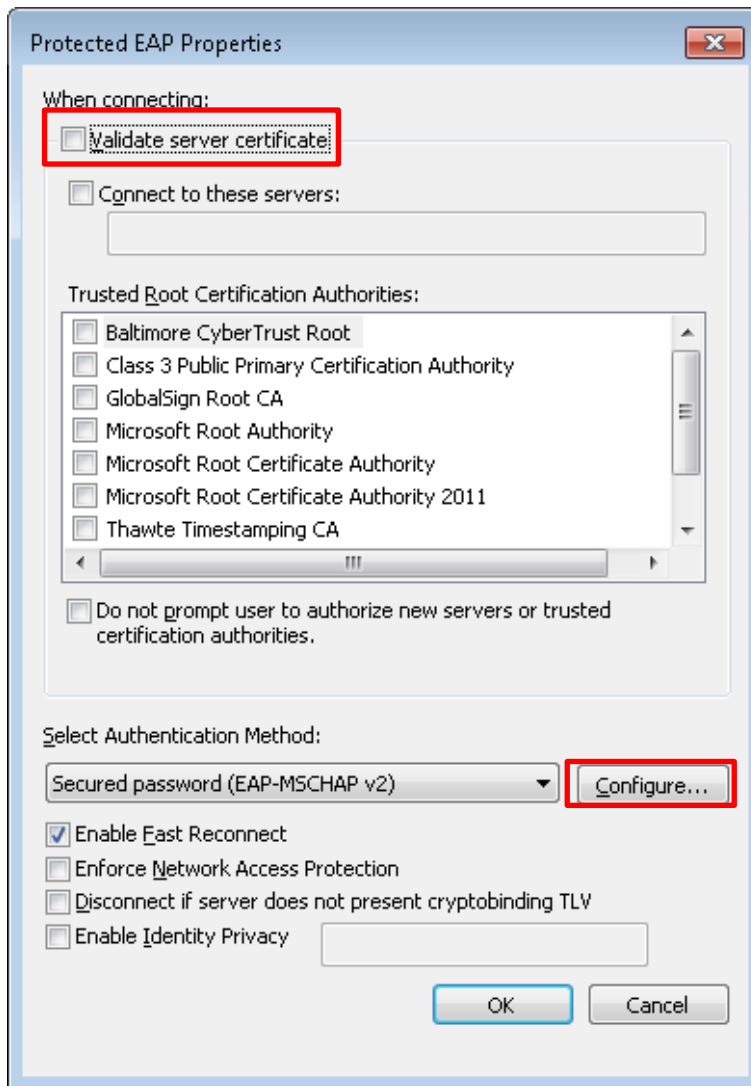 Protected EAP Properties
When connecting:
Validate server certificate
Connect to these servers:
Trusted Root Certification Authorities:
Baltimore CyberTrust Root
Class 3 Public Primary Certification Authority
GlobalSign Root CA
Microsoft Root Authority
Microsoft Root Certificate Authority
Microsoft Root Certificate Authority 2011
Thawte Timestamping CA
Do not prompt user to authorize new servers or trusted
certification authorities.
Select Authentication Method:
Secured password (EAP-MSCHAP v2) Configure...
Enable Fast Reconnect
Enforce Network Access Protection
Disconnect if server does not present cryptobinding TLV
Enable Identity Privacy
OK Cancel